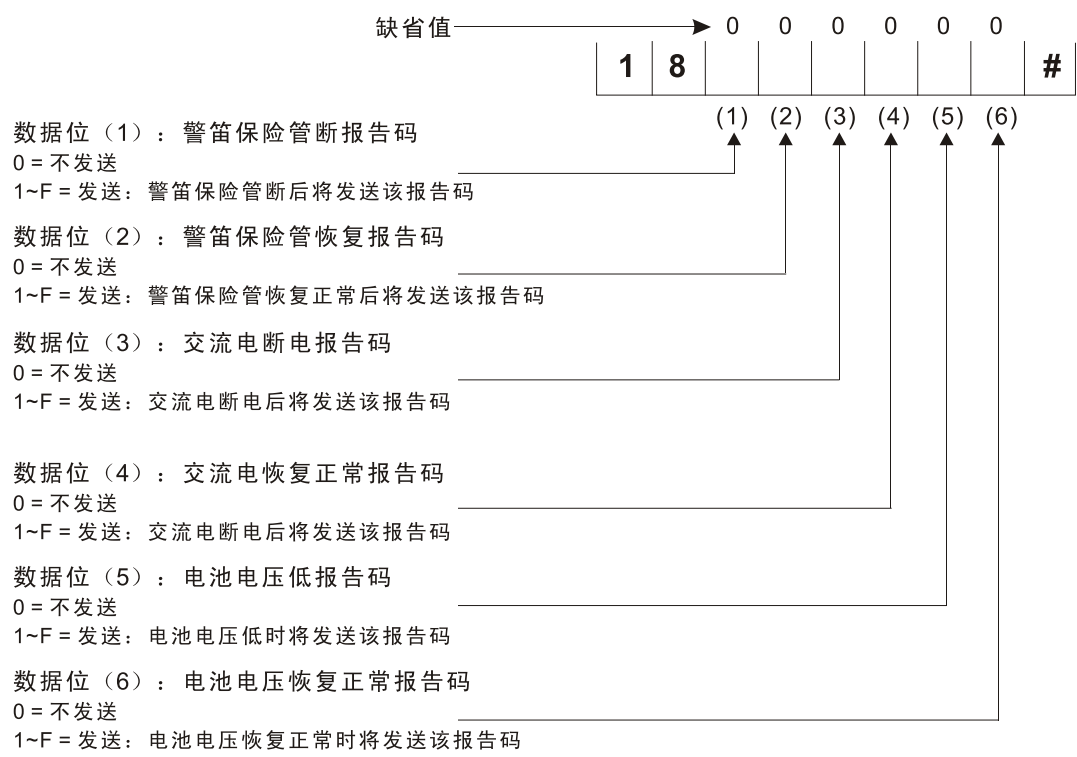 缺省值 0 0 0 0 0 0
1 8 #
(1) (2) (3) (4) (5) (6)
数据位（1）：警笛保险管断报告码
0 = 不发送
1~F = 发送：警笛保险管断后将发送该报告码
数据位（2）：警笛保险管恢复报告码
0 = 不发送
1~F = 发送：警笛保险管恢复正常后将发送该报告码
数据位（3）：交流电断电报告码
0 = 不发送
1~F = 发送：交流电断电后将发送该报告码
数据位（4）：交流电恢复正常报告码
0 = 不发送
1~F = 发送：交流电断电后将发送该报告码
数据位（5）：电池电压低报告码
0 = 不发送
1~F = 发送：电池电压低时将发送该报告码
数据位（6）：电池电压恢复正常报告码
0 = 不发送
1~F = 发送：电池电压恢复正常时将发送该报告码